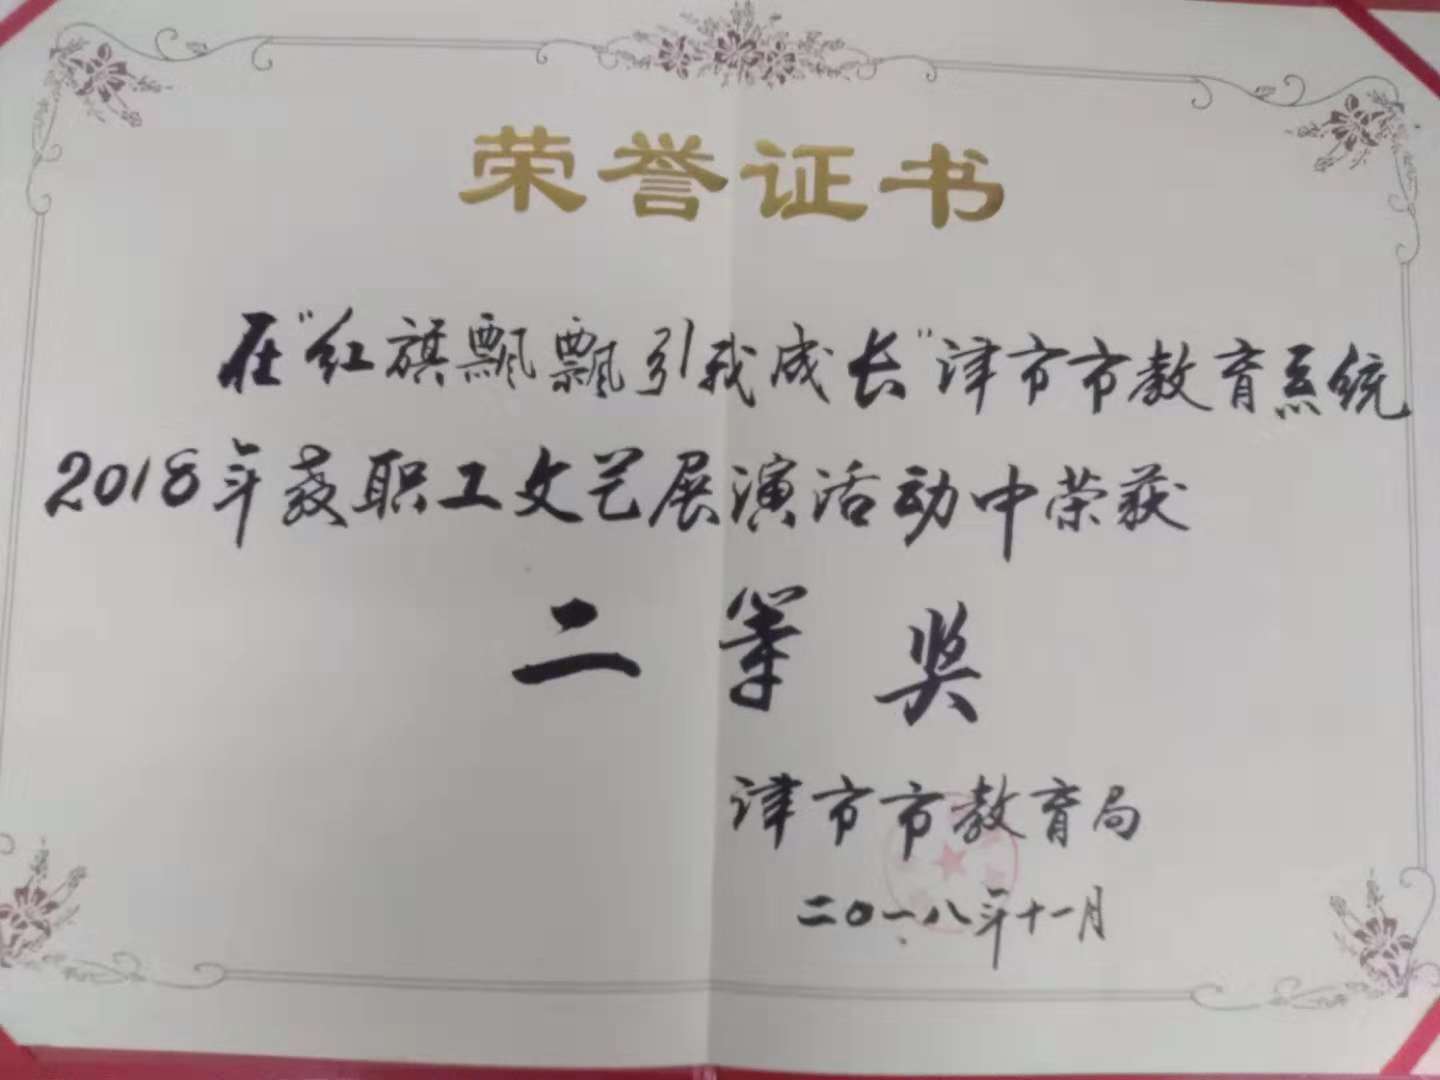 荣誉证书
在"红旗飘飘引我成长"津市市教育系统
2018年教职工文艺展演活动中荣获
二等奖
津市市教育局
二〇一八年十一月